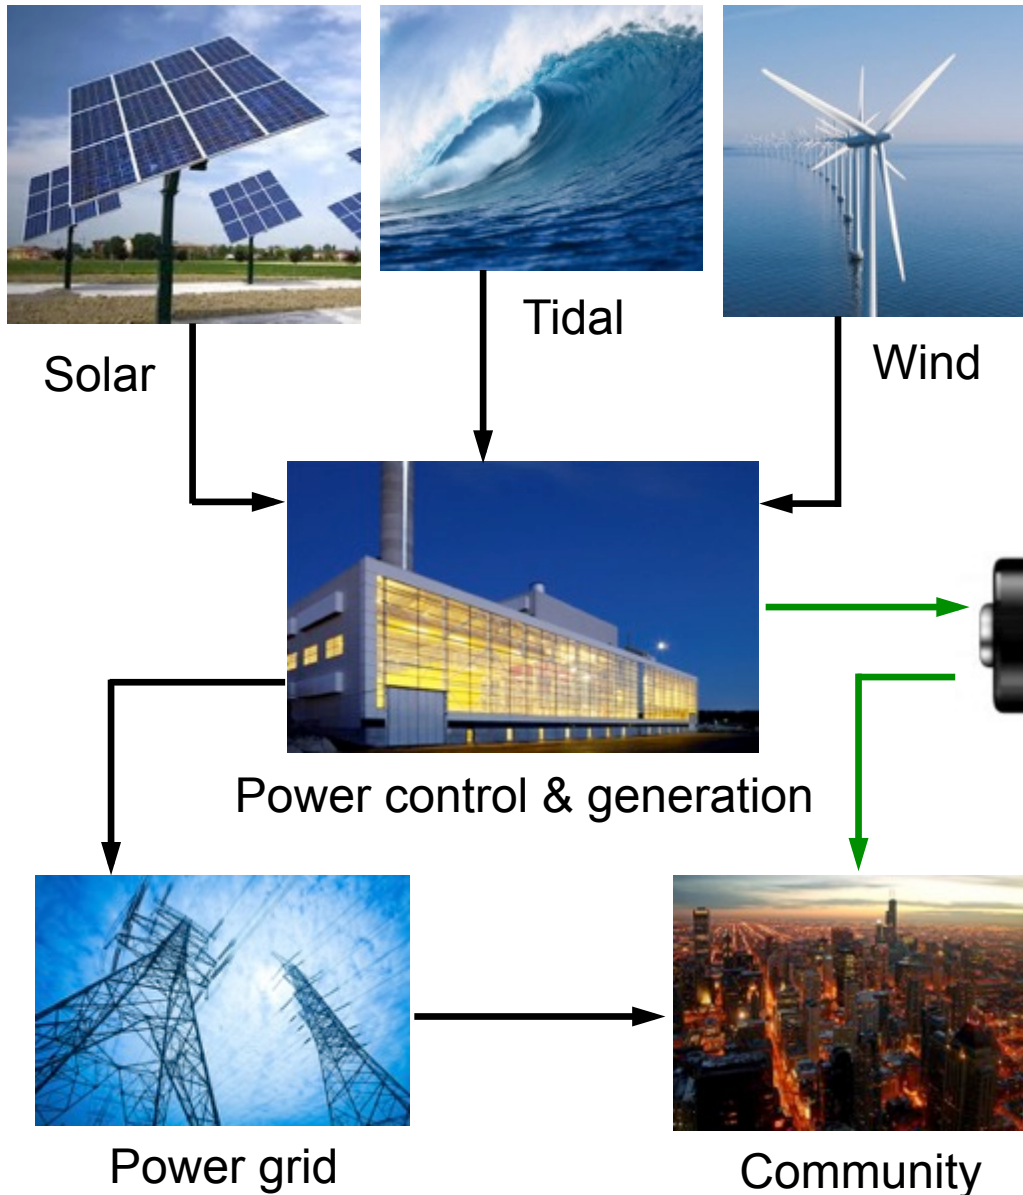 Tidal
Solar
Wind
Power control & generation
Power grid
Community